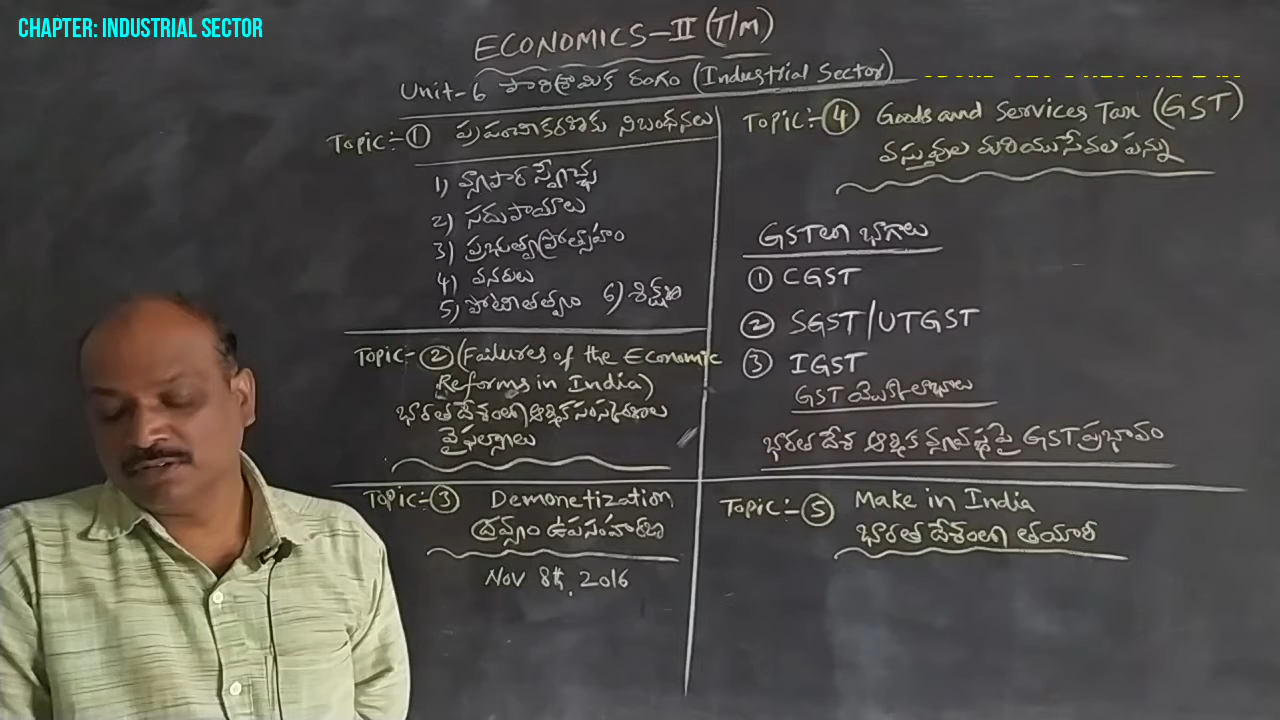 CHAPTER: INDUSTRIAL SECTOR
ECONOMICS-II (T/M)
Unit-6 పారిశ్రామిక రంగం (Industrial Sector)
Topic:- ① ప్రపంచీకరణకు నిబంధనలు
1) వ్యాపార స్వేచ్ఛ
2) సదుపాయాలు
3) ప్రభుత్వ ప్రోత్సాహం
4) వనరులు
5) పోటీతత్వం 6) శిక్షణ
Topic- ② (Failures of the Economic
Reforms in India)
భారతదేశంలో ఆర్థిక సంస్కరణల
వైఫల్యాలు
Topic- ③ Demonetization
ద్రవ్యం ఉపసంహరణ
Nov 8th, 2016
Topic:- ④ Goods and Services Tax (GST)
వస్తువుల మరియు సేవల పన్ను
GSTలో భాగాలు
① CGST
② SGST/UTGST
③ IGST
GST యొక్క లాభాలు
భారత దేశ ఆర్థిక వ్యవస్థపై GST ప్రభావం
Topic:- ⑤ Make in India
భారత దేశంలో తయారీ